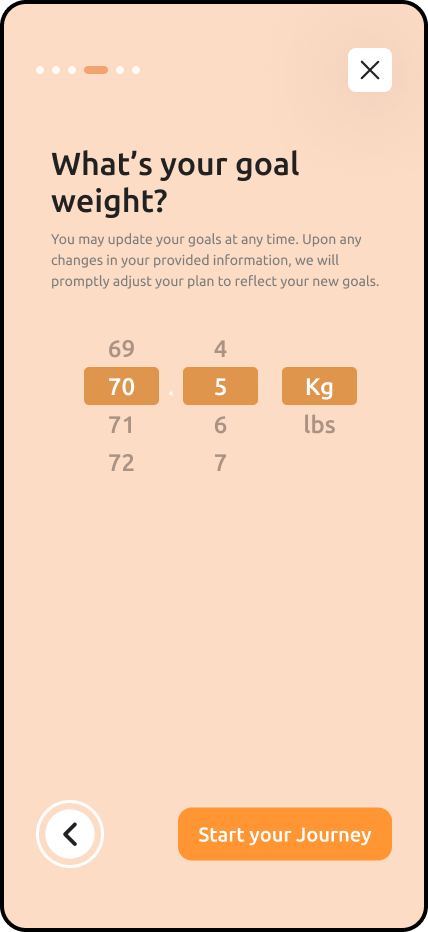 What's your goal
weight?
You may update your goals at any time. Upon any
changes in your provided information, we will
promptly adjust your plan to reflect your new goals.
69 4
70 . 5 Kg
71 6 lbs
72 7
Start your Journey